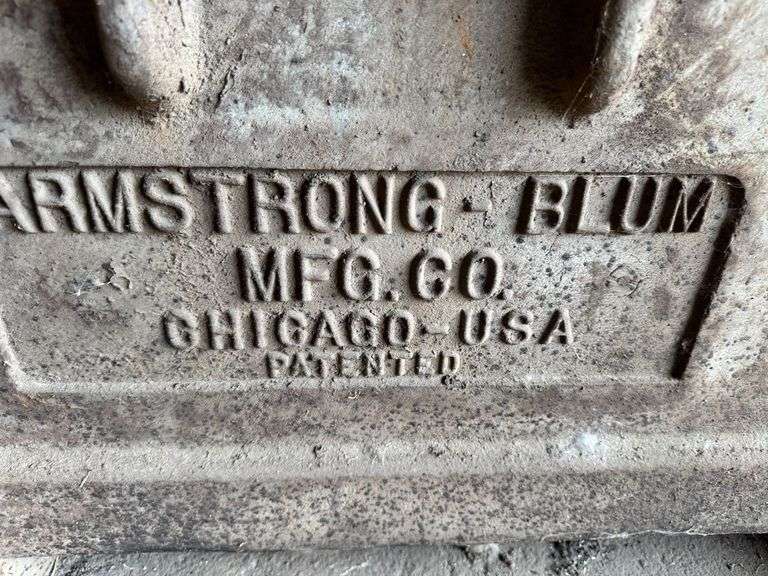 ARMSTRONG - BLUM
MFG. CO.
CHICAGO - USA
PATENTED